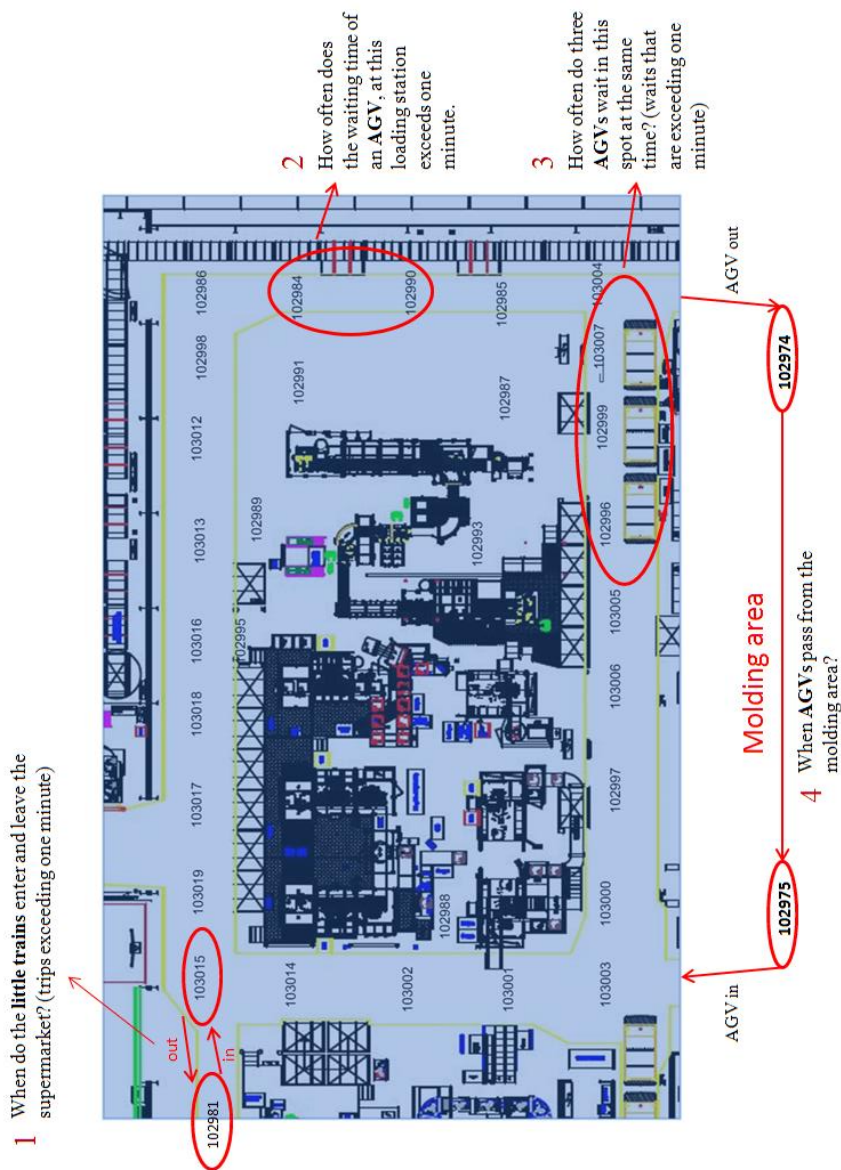 1 When do the little trains enter and leave the
supermarket? (trips exceeding one minute)
out
in
102981
103015
103019
103017
103018
103016
103013
103012
102998
102986
102995
102989
103014
102991
102984
2
How often does
the waiting time of
an AGV, at this
loading station
exceeds one
minute.
103002
102990
102988
102993
103001
102987
102985
103003
103000
102997
103006
103005
102996
102999
103007
103004
3
How often do three
AGVs wait in this
spot at the same
time? (waits that
are exceeding one
minute)
AGV in
AGV out
Molding area
102975
102974
4 When AGVs pass from the
molding area?